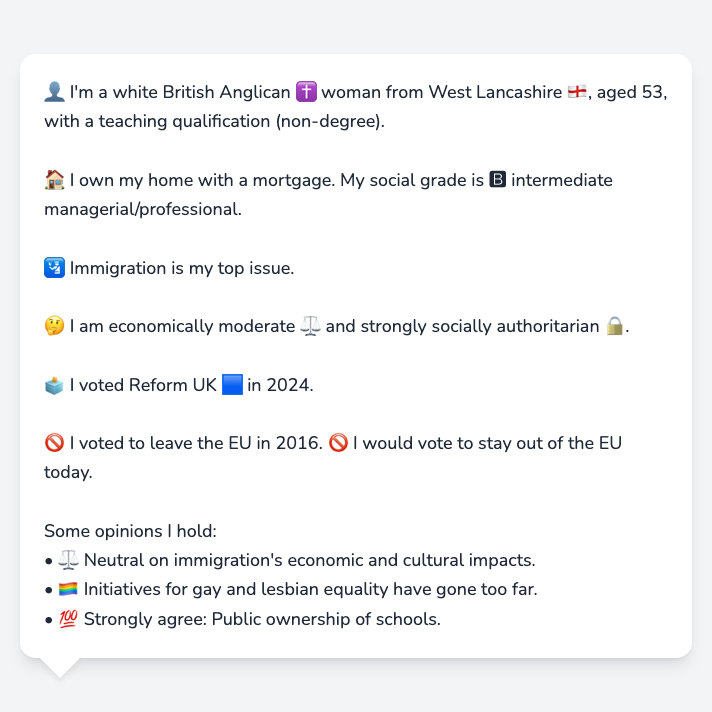 👤 I'm a white British Anglican ✝️ woman from West Lancashire 🏴󠁧󠁢󠁥󠁮󠁧󠁿, aged 53,
with a teaching qualification (non-degree).
🏠 I own my home with a mortgage. My social grade is 🅱 intermediate
managerial/professional.
🛂 Immigration is my top issue.
🤔 I am economically moderate ⚖️ and strongly socially authoritarian 🔒.
🗳️ I voted Reform UK 🟦 in 2024.
🚫 I voted to leave the EU in 2016. 🚫 I would vote to stay out of the EU
today.
Some opinions I hold:
• ⚖️ Neutral on immigration's economic and cultural impacts.
• 🏳️‍🌈 Initiatives for gay and lesbian equality have gone too far.
• 💯 Strongly agree: Public ownership of schools.